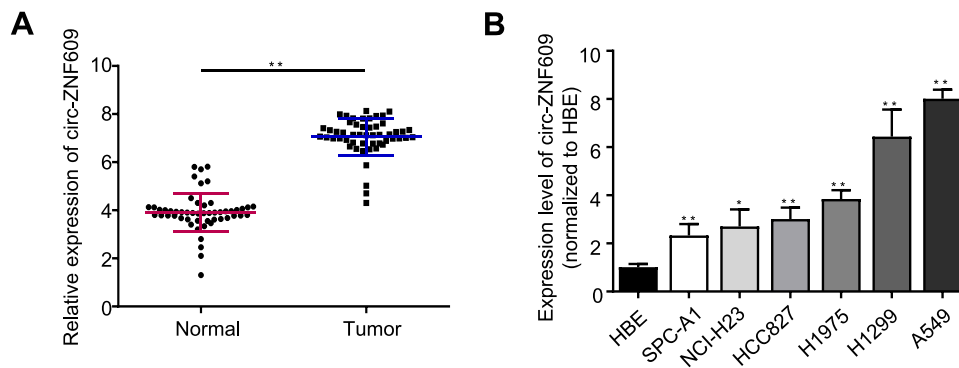 A
Relative expression of circ-ZNF609
10
8
6
4
2
0
**
Normal
Tumor
B
Expression level of circ-ZNF609
(normalized to HBE)
10
8
6
4
2
0
**
*
**
**
**
**
HBE
SPC-A1
NCI-H23
HCC827
H1975
H1299
A549